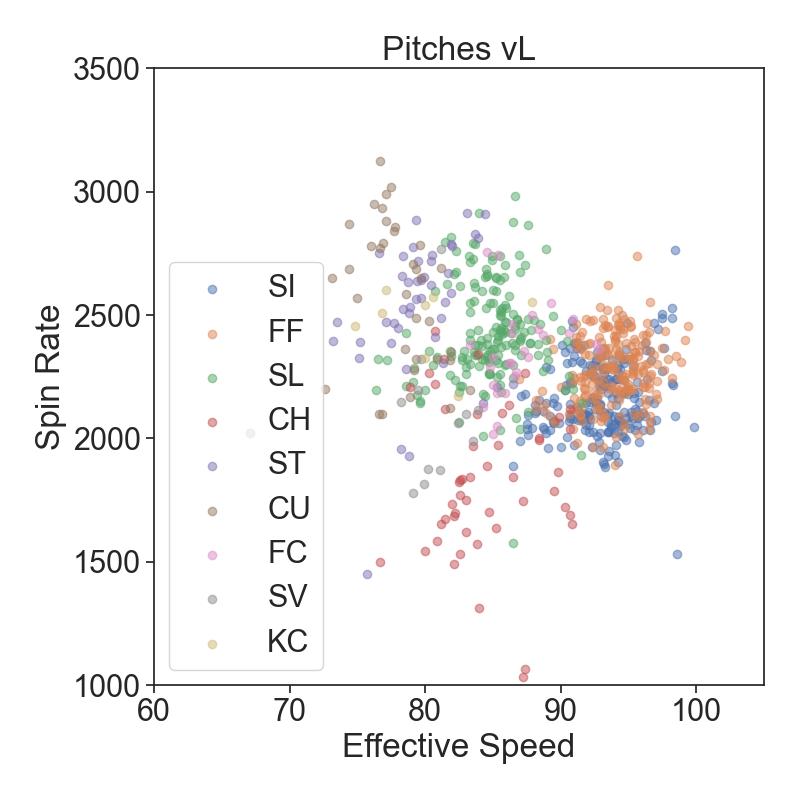 Pitches vL
3500
3000
2500
2000
1500
1000
Spin Rate
SI
FF
SL
CH
ST
CU
FC
SV
KC
60 70 80 90 100
Effective Speed